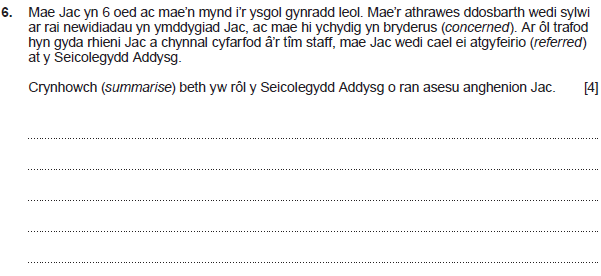 6. Mae Jac yn 6 oed ac mae'n mynd i'r ysgol gynradd leol. Mae'r athrawes ddosbarth wedi sylwi
ar rai newidiadau yn ymddygiad Jac, ac mae hi ychydig yn bryderus (concerned). Ar ôl trafod
hyn gyda rhieni Jac a chynnal cyfarfod â'r tîm staff, mae Jac wedi cael ei atgyfeirio (referred)
at y Seicolegydd Addysg.
Crynhowch (summarise) beth yw rôl y Seicolegydd Addysg o ran asesu anghenion Jac. [4]